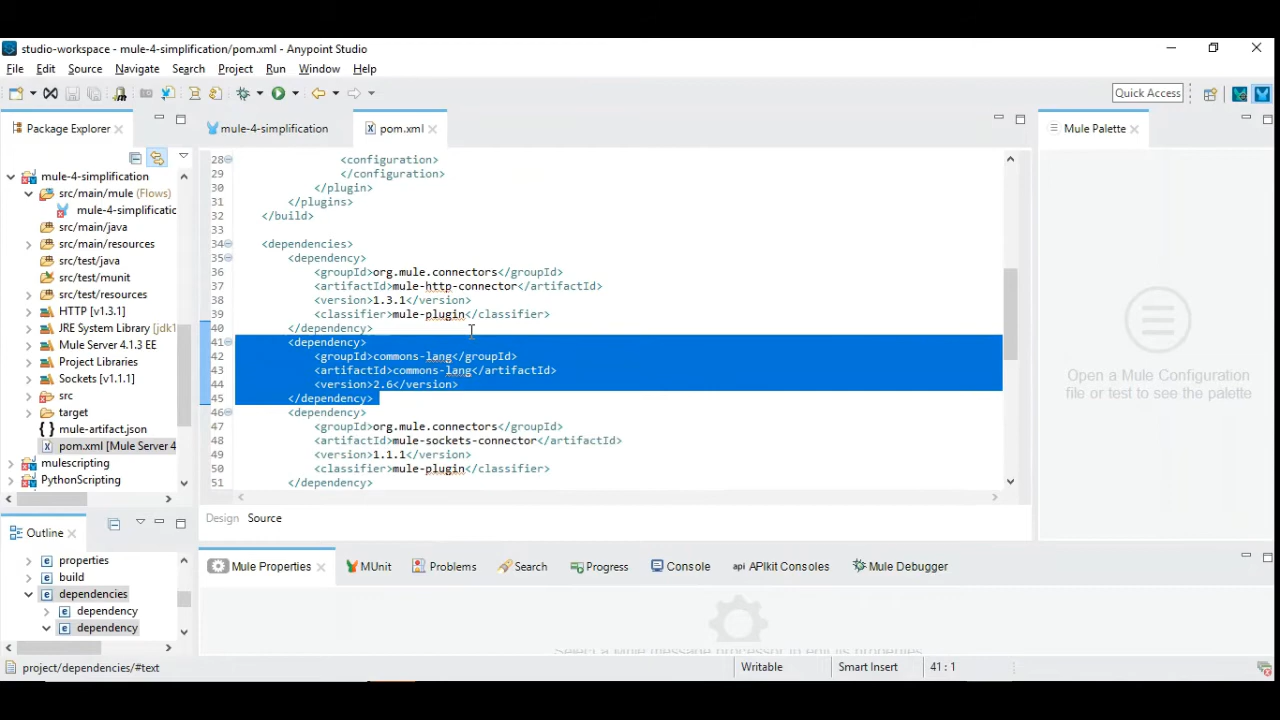 studio-workspace - mule-4-simplification/pom.xml - Anypoint Studio
File Edit Source Navigate Search Project Run Window Help
Quick Access
Package Explorer
mule-4-simplification
pom.xml
Mule Palette
mule-4-simplification
src/main/mule (Flows)
mule-4-simplificatic
src/main/java
src/main/resources
src/test/java
src/test/munit
src/test/resources
HTTP [v1.3.1]
JRE System Library [jdk1
Mule Server 4.1.3 EE
Project Libraries
Sockets [v1.1.1]
src
target
mule-artifact.json
pom.xml [Mule Server 4
mulescripting
PythonScripting
28 <configuration>
29 </configuration>
30 </plugin>
31 </plugins>
32 </build>
33
34 <dependencies>
35 <dependency>
36 <groupId>org.mule.connectors</groupId>
37 <artifactId>mule-http-connector</artifactId>
38 <version>1.3.1</version>
39 <classifier>mule-plugin</classifier>
40 </dependency>
41 <dependency>
42 <groupId>commons-lang</groupId>
43 <artifactId>commons-lang</artifactId>
44 <version>2.6</version>
45 </dependency>
46 <dependency>
47 <groupId>org.mule.connectors</groupId>
48 <artifactId>mule-sockets-connector</artifactId>
49 <version>1.1.1</version>
50 <classifier>mule-plugin</classifier>
51 </dependency>
Design Source
Open a Mule Configuration
file or test to see the palette
Outline
properties
build
dependencies
dependency
dependency
Mule Properties
MUnit
Problems
Search
Progress
Console
api APIkit Consoles
Mule Debugger
Select a Mule message processor to edit its properties
project/dependencies/#text
Writable
Smart Insert
41 : 1